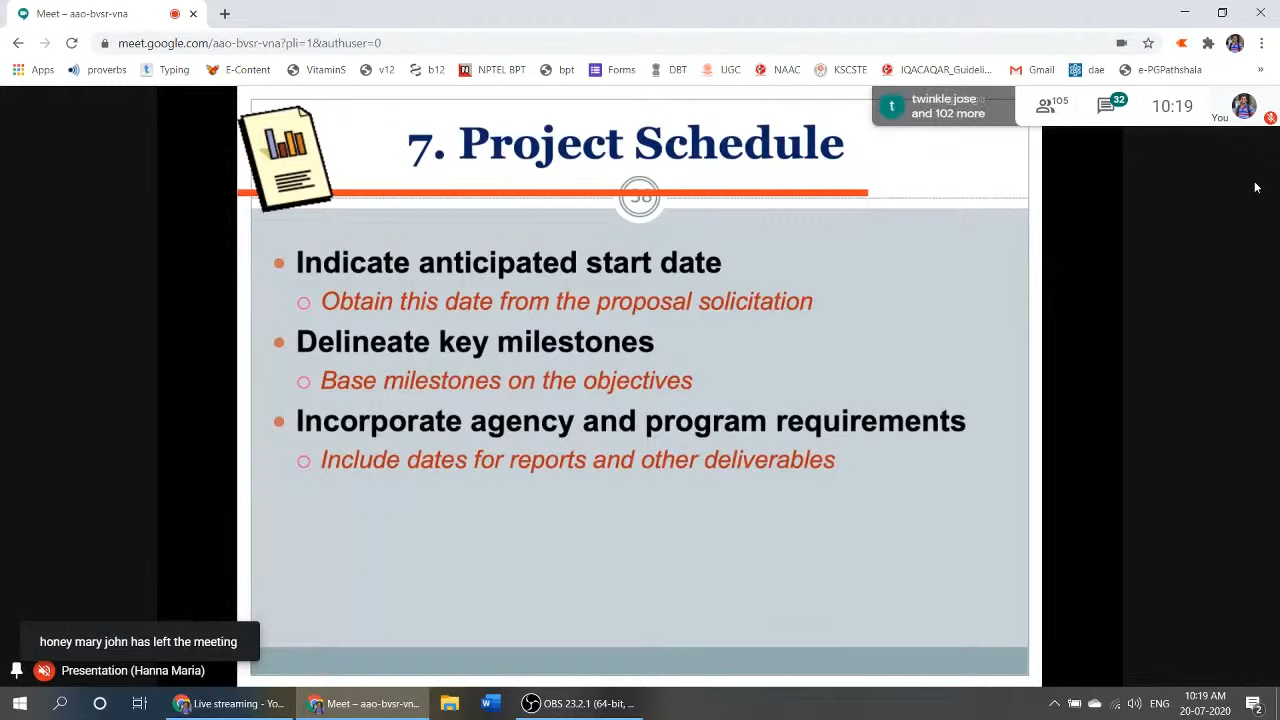 Meet – aao-bvsr-vna
meet.google.com/aao-bvsr-vna?pli=1&authuser=0
Apps proverbs Typing E-Content VitaminS v12 b12 NPTEL BPT bpt Forms DBT UGC NAAC KSCSTE IQACAQAR_Guideli... Gmail dae e-PGPathshala »
twinkle jose
and 102 more
105
32
10:19
You
7. Project Schedule
38
Indicate anticipated start date
Obtain this date from the proposal solicitation
Delineate key milestones
Base milestones on the objectives
Incorporate agency and program requirements
Include dates for reports and other deliverables
honey mary john has left the meeting
Presentation (Hanna Maria)
Live streaming - Yo...
Meet – aao-bvsr-vn...
OBS 23.2.1 (64-bit, ...
ENG
10:19 AM
20-07-2020
2